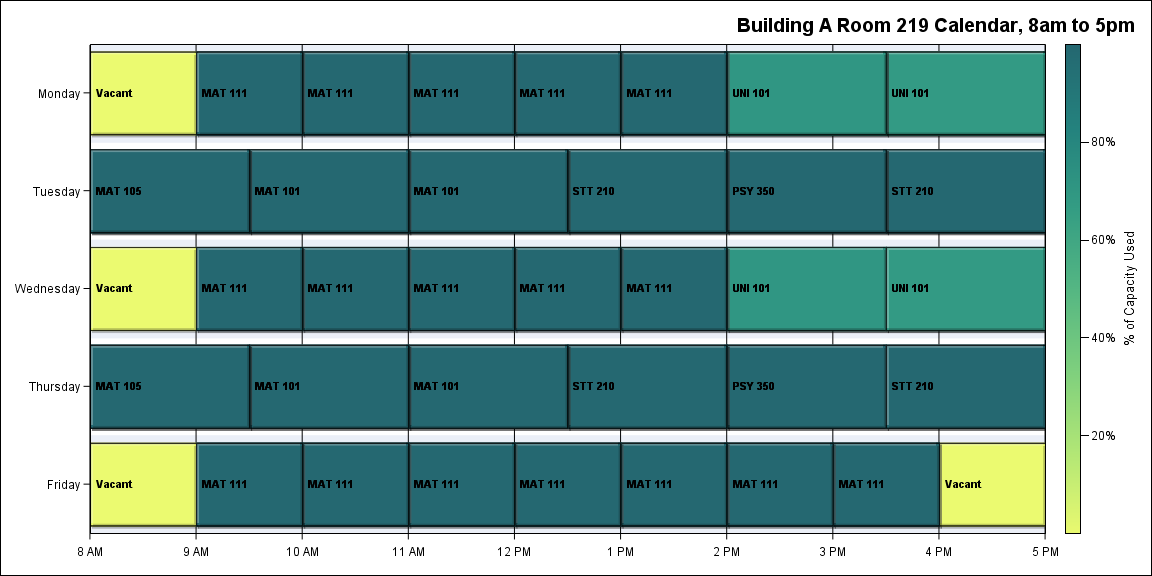 Building A Room 219 Calendar, 8am to 5pm
Monday Vacant MAT 111 MAT 111 MAT 111 MAT 111 MAT 111 UNI 101 UNI 101
Tuesday MAT 105 MAT 101 MAT 101 STT 210 PSY 350 STT 210
Wednesday Vacant MAT 111 MAT 111 MAT 111 MAT 111 MAT 111 UNI 101 UNI 101
Thursday MAT 105 MAT 101 MAT 101 STT 210 PSY 350 STT 210
Friday Vacant MAT 111 MAT 111 MAT 111 MAT 111 MAT 111 MAT 111 MAT 111 Vacant
8 AM 9 AM 10 AM 11 AM 12 PM 1 PM 2 PM 3 PM 4 PM 5 PM
80%
60%
40%
20%
% of Capacity Used